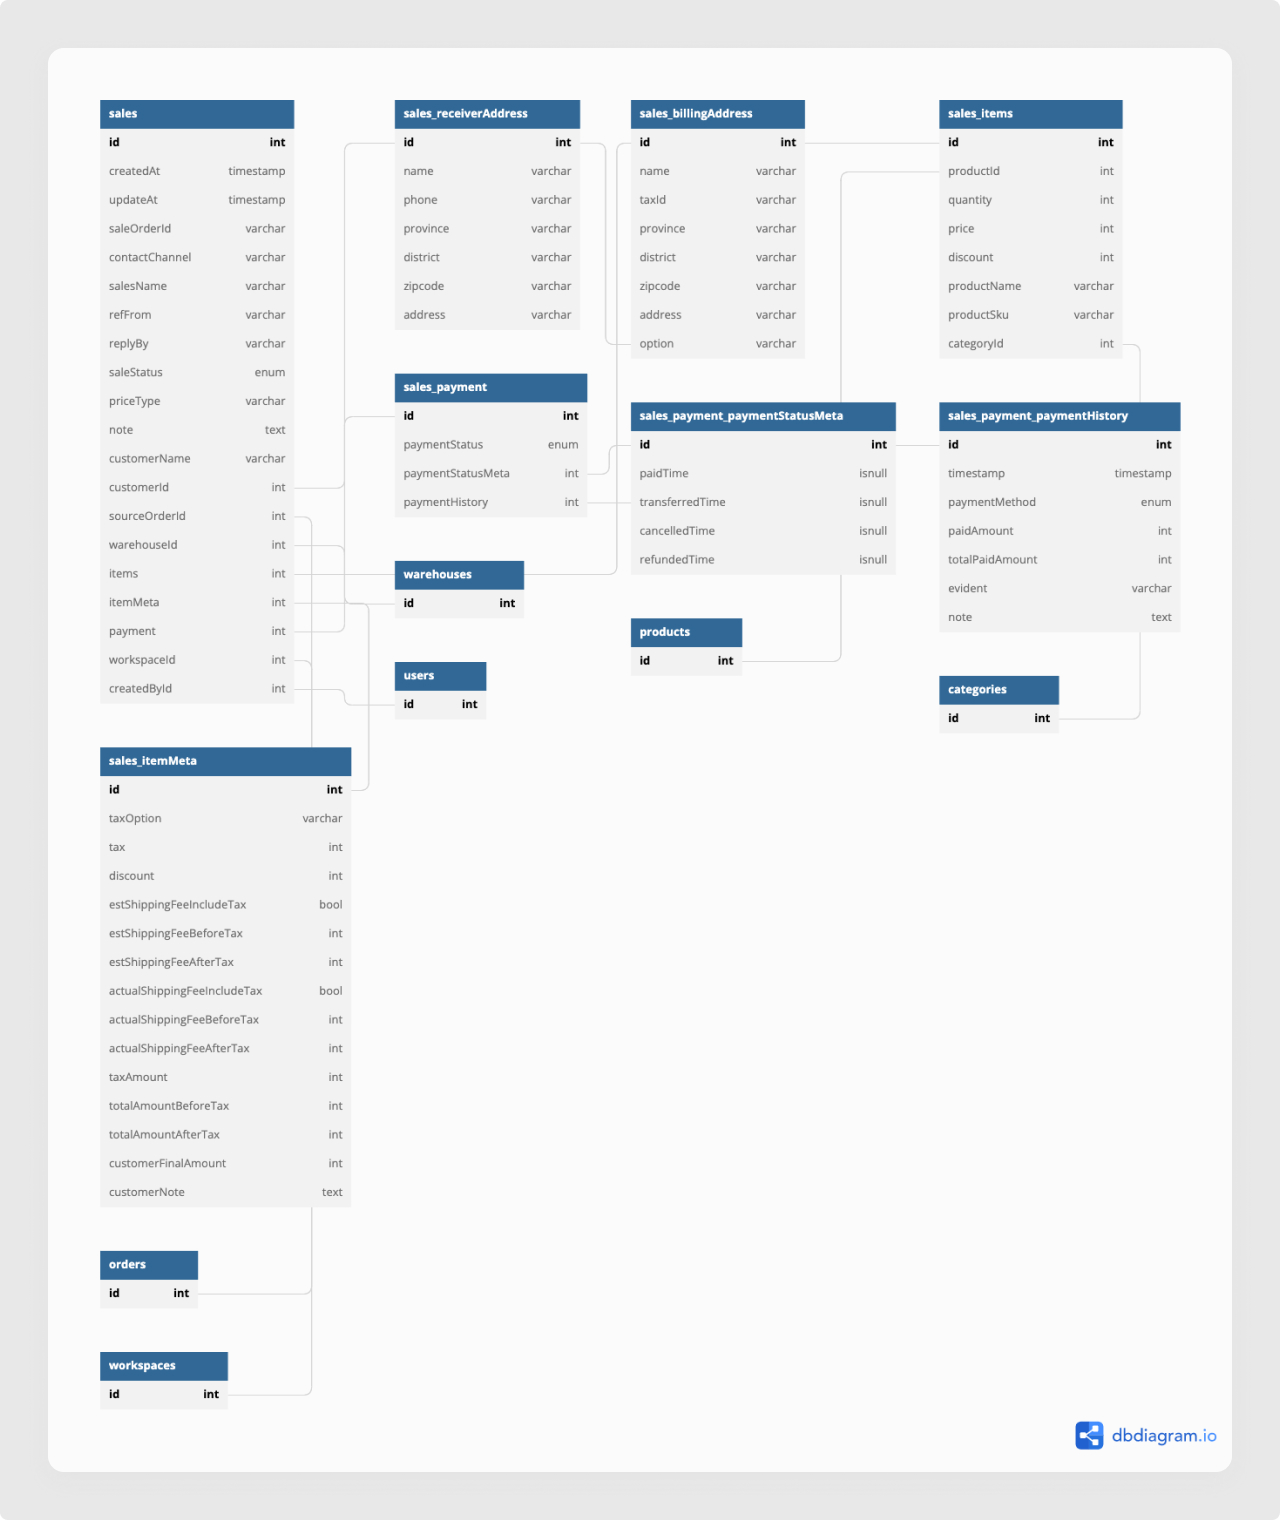 sales
id int
createdAt timestamp
updateAt timestamp
saleOrderId varchar
contactChannel varchar
salesName varchar
refFrom varchar
replyBy varchar
saleStatus enum
priceType varchar
note text
customerName varchar
customerId int
sourceOrderId int
warehouseId int
items int
itemMeta int
payment int
workspaceId int
createdById int
sales_receiverAddress
id int
name varchar
phone varchar
province varchar
district varchar
zipcode varchar
address varchar
sales_billingAddress
id int
name varchar
taxId varchar
province varchar
district varchar
zipcode varchar
address varchar
option varchar
sales_items
id int
productId int
quantity int
price int
discount int
productName varchar
productSku varchar
categoryId int
sales_payment
id int
paymentStatus enum
paymentStatusMeta int
paymentHistory int
sales_payment_paymentStatusMeta
id int
paidTime isnull
transferredTime isnull
cancelledTime isnull
refundedTime isnull
sales_payment_paymentHistory
id int
timestamp timestamp
paymentMethod enum
paidAmount int
totalPaidAmount int
evident varchar
note text
warehouses
id int
products
id int
users
id int
categories
id int
sales_itemMeta
id int
taxOption varchar
tax int
discount int
estShippingFeeIncludeTax bool
estShippingFeeBeforeTax int
estShippingFeeAfterTax int
actualShippingFeeIncludeTax bool
actualShippingFeeBeforeTax int
actualShippingFeeAfterTax int
taxAmount int
totalAmountBeforeTax int
totalAmountAfterTax int
customerFinalAmount int
customerNote text
orders
id int
workspaces
id int
dbdiagram.io